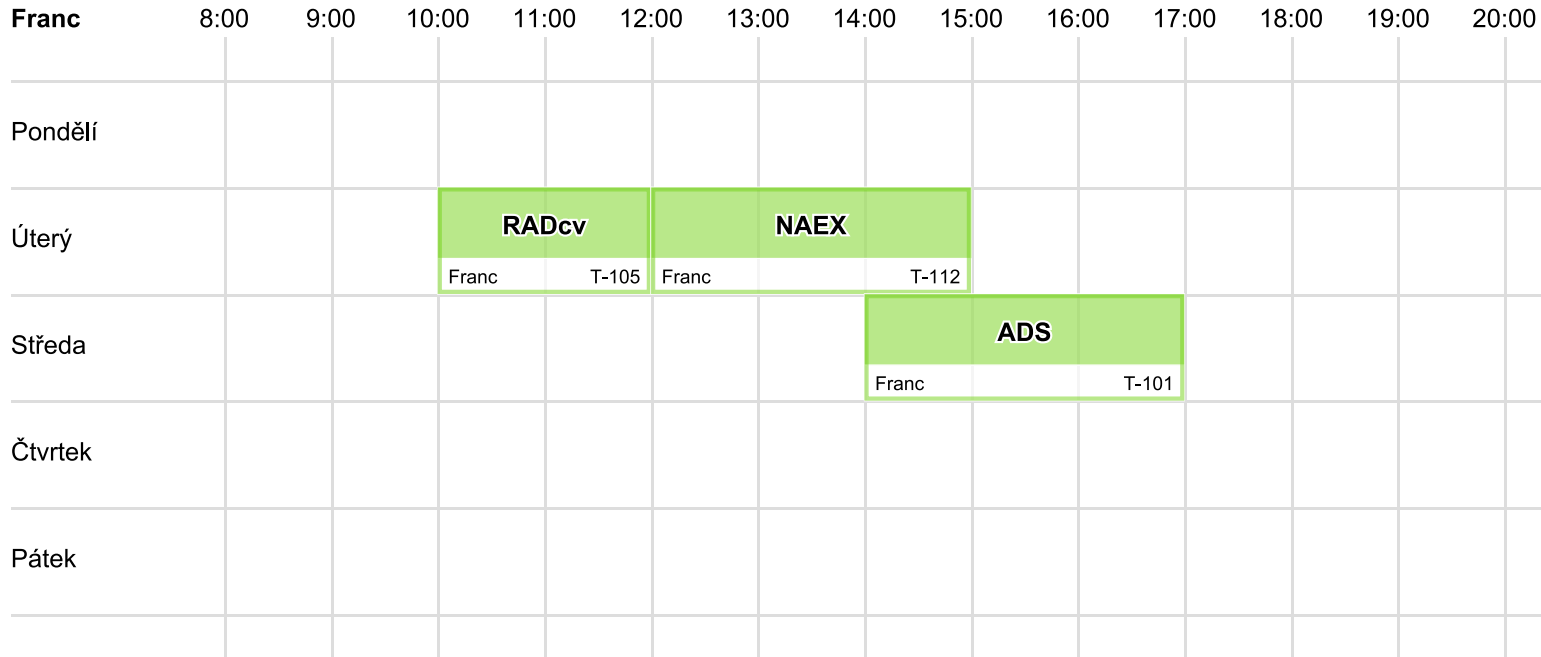 Franc 8:00 9:00 10:00 11:00 12:00 13:00 14:00 15:00 16:00 17:00 18:00 19:00 20:00
Pondělí
Úterý
RADcv
Franc T-105
NAEX
Franc T-112
Středa
ADS
Franc T-101
Čtvrtek
Pátek